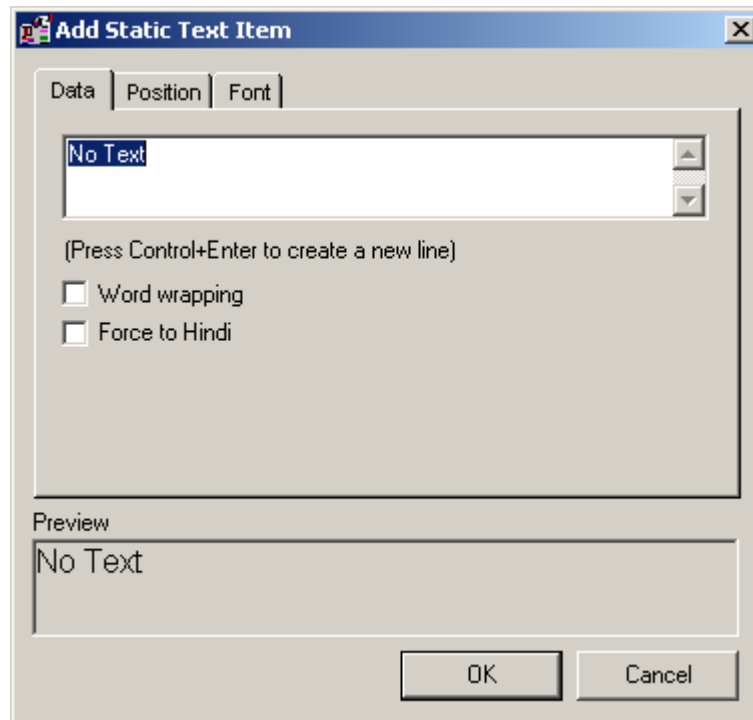 Add Static Text Item
Data Position Font
No Text
(Press Control+Enter to create a new line)
Word wrapping
Force to Hindi
Preview
No Text
OK Cancel